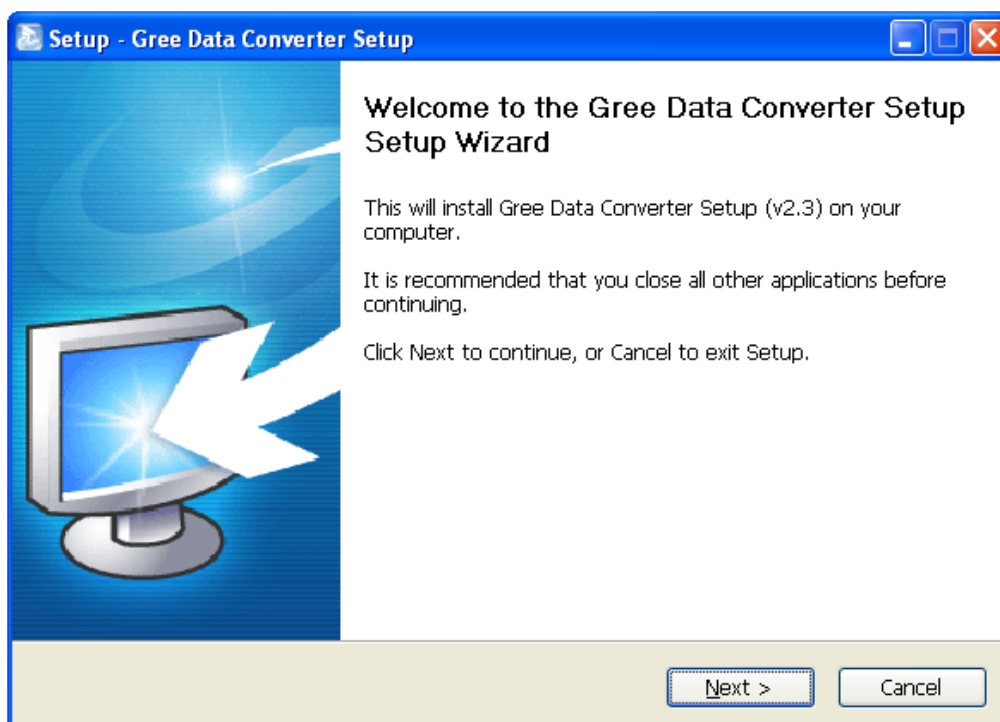 Setup - Gree Data Converter Setup
Welcome to the Gree Data Converter Setup
Setup Wizard
This will install Gree Data Converter Setup (v2.3) on your
computer.
It is recommended that you close all other applications before
continuing.
Click Next to continue, or Cancel to exit Setup.
Next >
Cancel